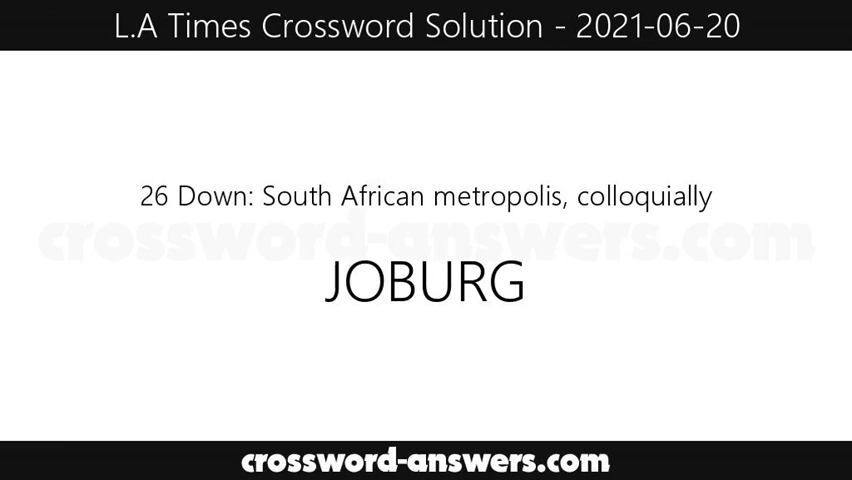 L.A Times Crossword Solution - 2021-06-20
26 Down: South African metropolis, colloquially
crossword-answers.com
JOBURG
crossword-answers.com